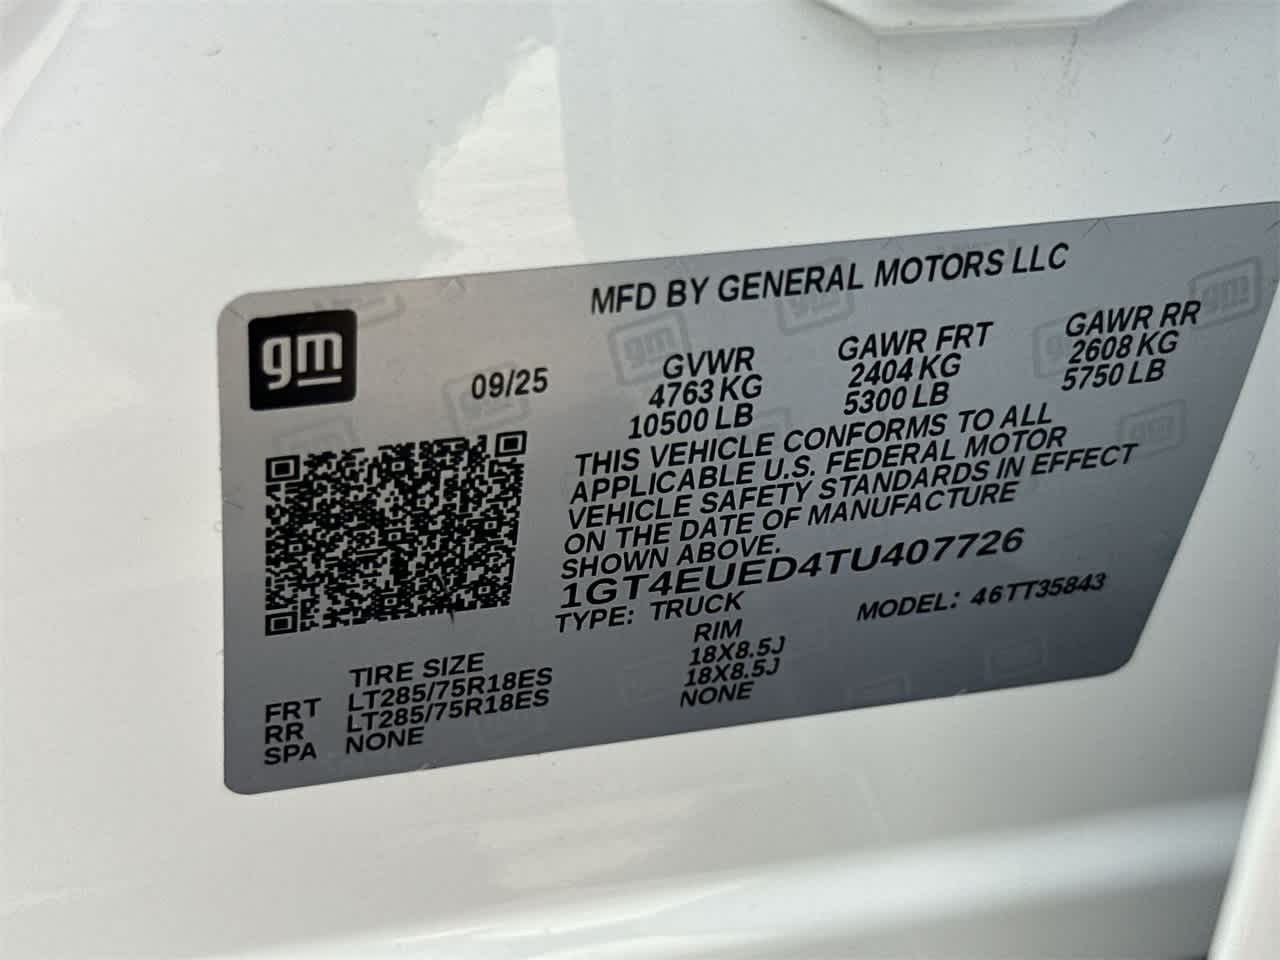 MFD BY GENERAL MOTORS LLC
gm
09/25
GVWR GAWR FRT GAWR RR
4763 KG 2404 KG 2608 KG
10500 LB 5300 LB 5750 LB
THIS VEHICLE CONFORMS TO ALL
APPLICABLE U.S. FEDERAL MOTOR
VEHICLE SAFETY STANDARDS IN EFFECT
ON THE DATE OF MANUFACTURE
SHOWN ABOVE.
1GT4EUED4TU407726
TYPE: TRUCK MODEL: 46TT35843
TIRE SIZE RIM
FRT LT285/75R18ES 18X8.5J
RR LT285/75R18ES 18X8.5J
SPA NONE NONE